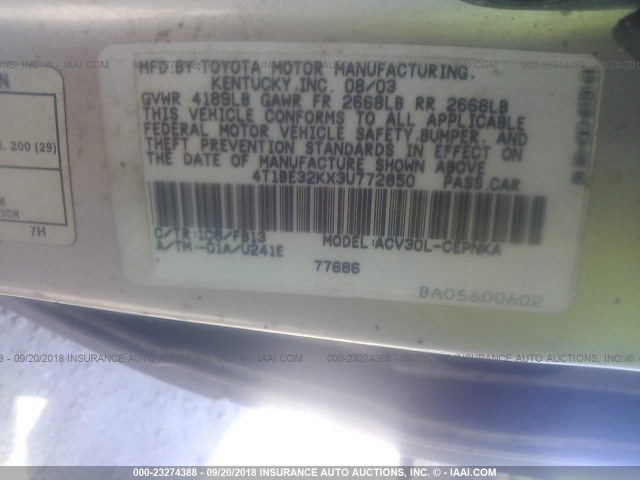 MFD.BY TOYOTA MOTOR MANUFACTURING,
KENTUCKY,INC. 08/03
GVWR 4189LB GAWR FR 2668LB RR 2668LB
THIS VEHICLE CONFORMS TO ALL APPLICABLE
FEDERAL MOTOR VEHICLE SAFETY,BUMPER, AND
THEFT PREVENTION STANDARDS IN EFFECT ON
THE DATE OF MANUFACTURE SHOWN ABOVE
4T1BE32KX3U772850 PASS.CAR
C/TR:1C8/FB13 MODEL:ACV30L-CEPNKA
A/TM:-01A/U241E
77686
BA05600602
200 (29)
7H
000-23274388 - 09/20/2018 - INSURANCE AUTO AUCTIONS - © - IAAI.COM